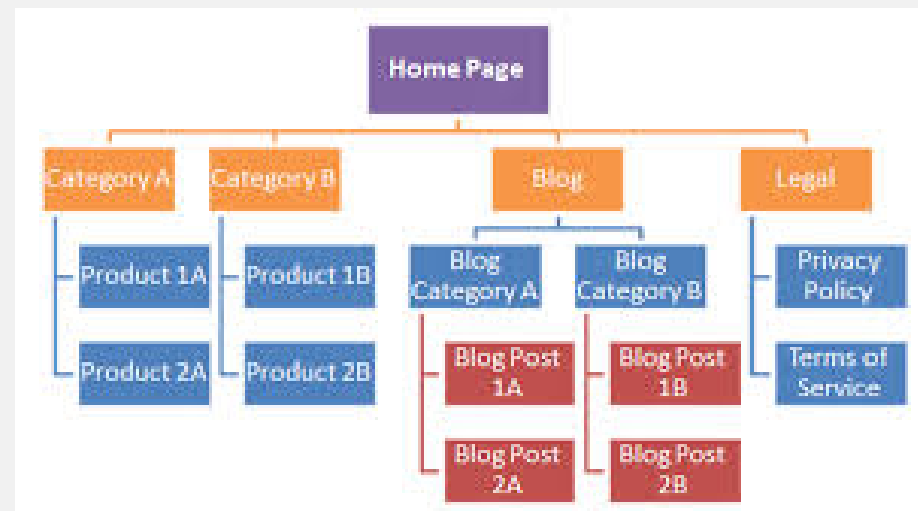 Home Page
Category A
Category B
Blog
Legal
Product 1A
Product 1B
Blog
Category A
Blog
Category B
Privacy
Policy
Product 2A
Product 2B
Blog Post
1A
Blog Post
1B
Terms of
Service
Blog Post
2A
Blog Post
2B